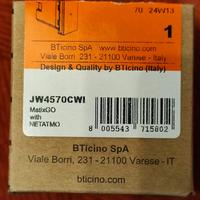 70 24W13
1
BTicino SpA www.bticino.com
Viale Borri, 231 - 21100 Varese - Italy
Design & Quality by BTicino (Italy)
JW4570CWI
MatixGO
with
NETATMO
8 005543 715802
BTicino SpA
Viale Borri, 231 - 21100 Varese - IT
bticino.com